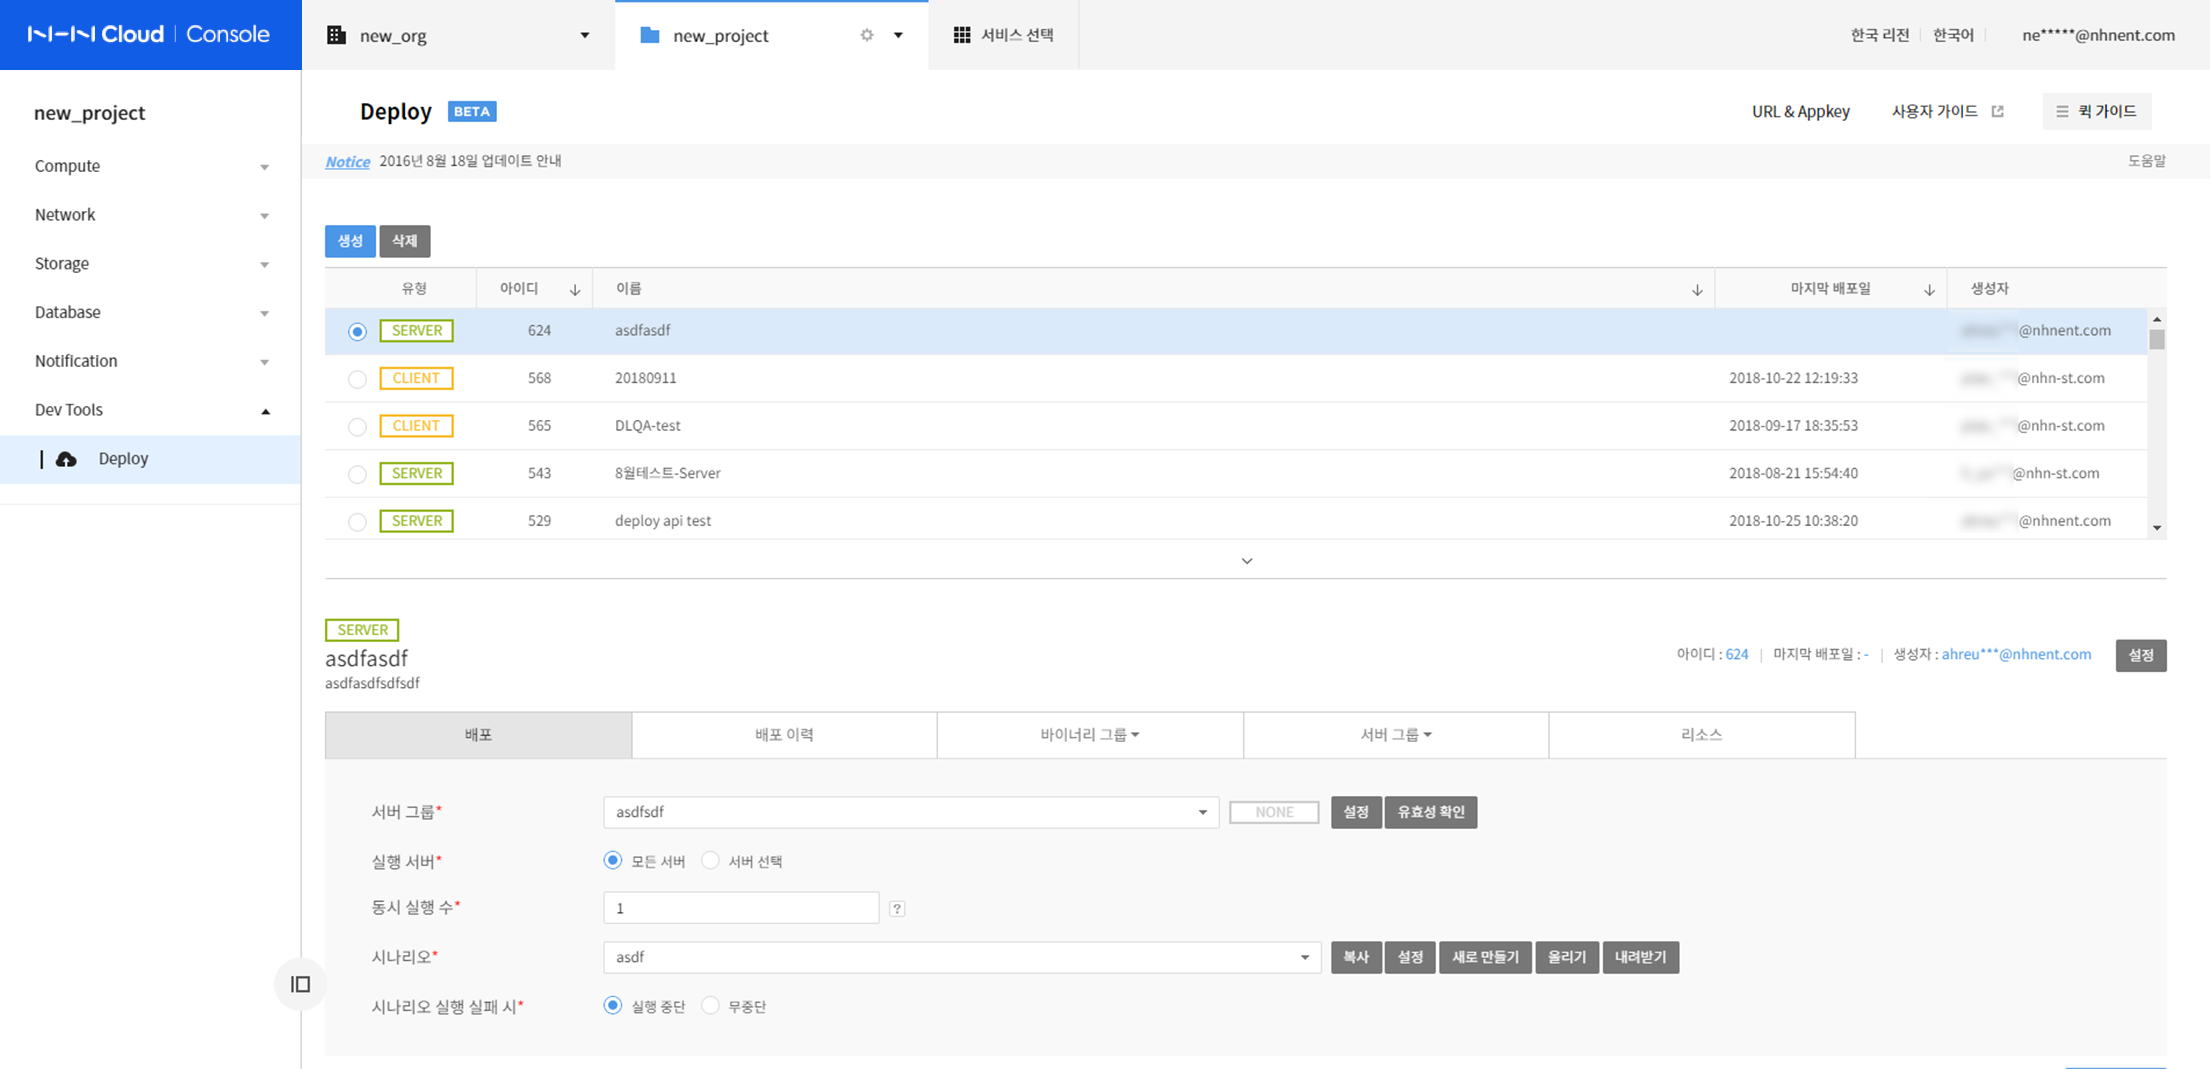 NHN Cloud Console
new_org
new_project
서비스 선택
한국 리전
한국어
ne*****@nhnent.com
new_project
Compute
Network
Storage
Database
Notification
Dev Tools
Deploy
Deploy BETA
URL & Appkey
사용자 가이드
퀵 가이드
Notice 2016년 8월 18일 업데이트 안내
도움말
생성 삭제
유형 아이디 이름 마지막 배포일 생성자
SERVER 624 asdfasdf @nhnent.com
CLIENT 568 20180911 2018-10-22 12:19:33 @nhn-st.com
CLIENT 565 DLQA-test 2018-09-17 18:35:53 @nhn-st.com
SERVER 543 8월테스트-Server 2018-08-21 15:54:40 @nhn-st.com
SERVER 529 deploy api test 2018-10-25 10:38:20 @nhnent.com
SERVER
asdfasdf
asdfasdfsdfsdf
아이디 : 624 | 마지막 배포일 : - | 생성자 : ahreu***@nhnent.com
설정
배포 배포 이력 바이너리 그룹 서버 그룹 리소스
서버 그룹* asdfsdf NONE 설정 유효성 확인
실행 서버* 모든 서버 서버 선택
동시 실행 수* 1 ?
시나리오* asdf 복사 설정 새로 만들기 올리기 내려받기
시나리오 실행 실패 시* 실행 중단 무중단